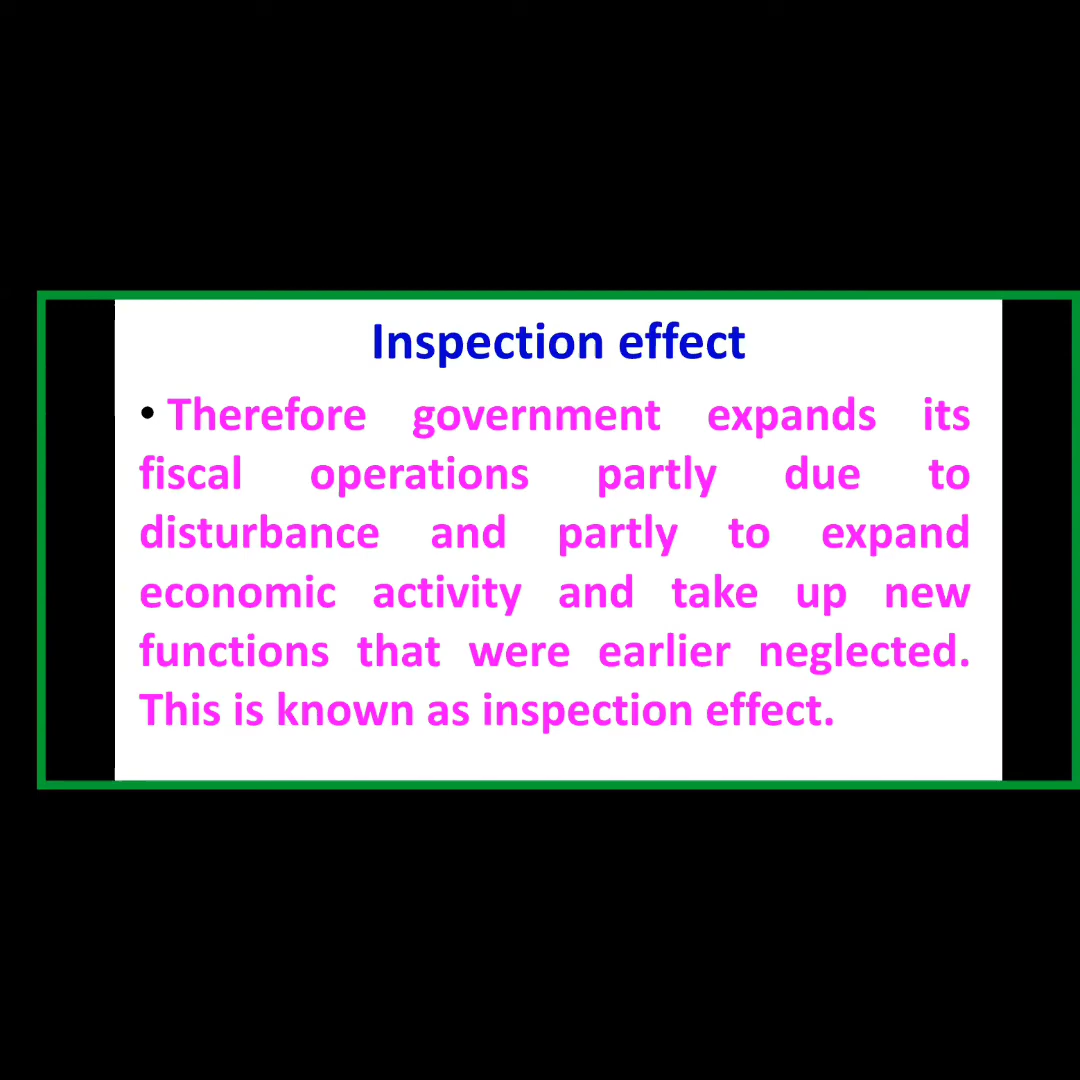 Inspection effect
• Therefore government expands its
fiscal operations partly due to
disturbance and partly to expand
economic activity and take up new
functions that were earlier neglected.
This is known as inspection effect.